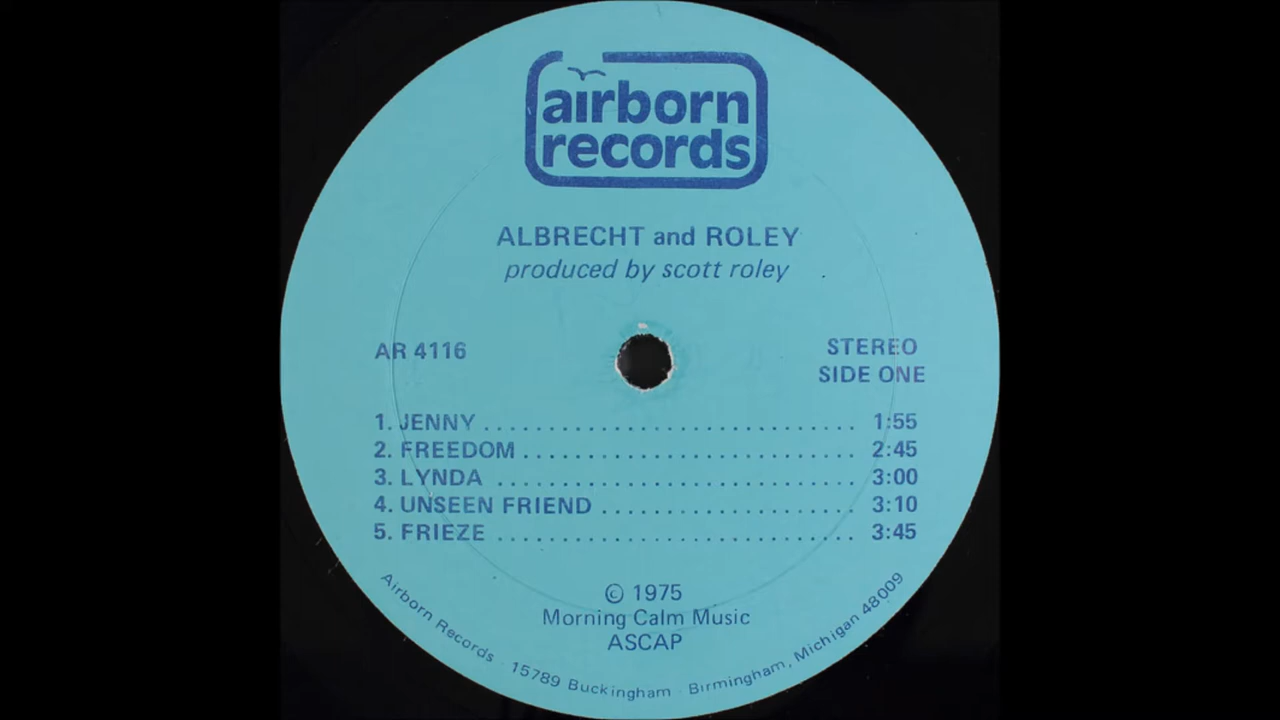 airborn
records
ALBRECHT and ROLEY
produced by scott roley
AR 4116
STEREO
SIDE ONE
1. JENNY .............................. 1:55
2. FREEDOM .......................... 2:45
3. LYNDA ............................ 3:00
4. UNSEEN FRIEND .................... 3:10
5. FRIEZE ............................ 3:45
© 1975
Morning Calm Music
ASCAP
Airborn Records · 15789 Buckingham · Birmingham, Michigan 48009